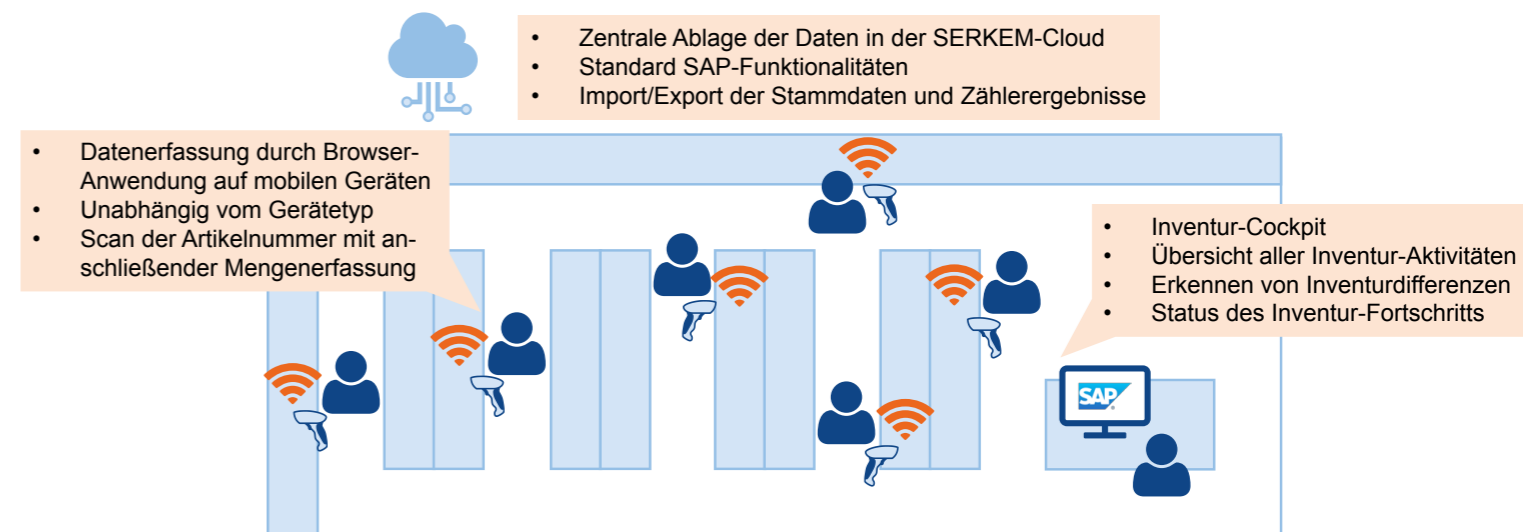 • Zentrale Ablage der Daten in der SERKEM-Cloud
• Standard SAP-Funktionalitäten
• Import/Export der Stammdaten und Zählerergebnisse
• Datenerfassung durch Browser-
Anwendung auf mobilen Geräten
• Unabhängig vom Gerätetyp
• Scan der Artikelnummer mit an-
schließender Mengenerfassung
• Inventur-Cockpit
• Übersicht aller Inventur-Aktivitäten
• Erkennen von Inventurdifferenzen
• Status des Inventur-Fortschritts
SAP